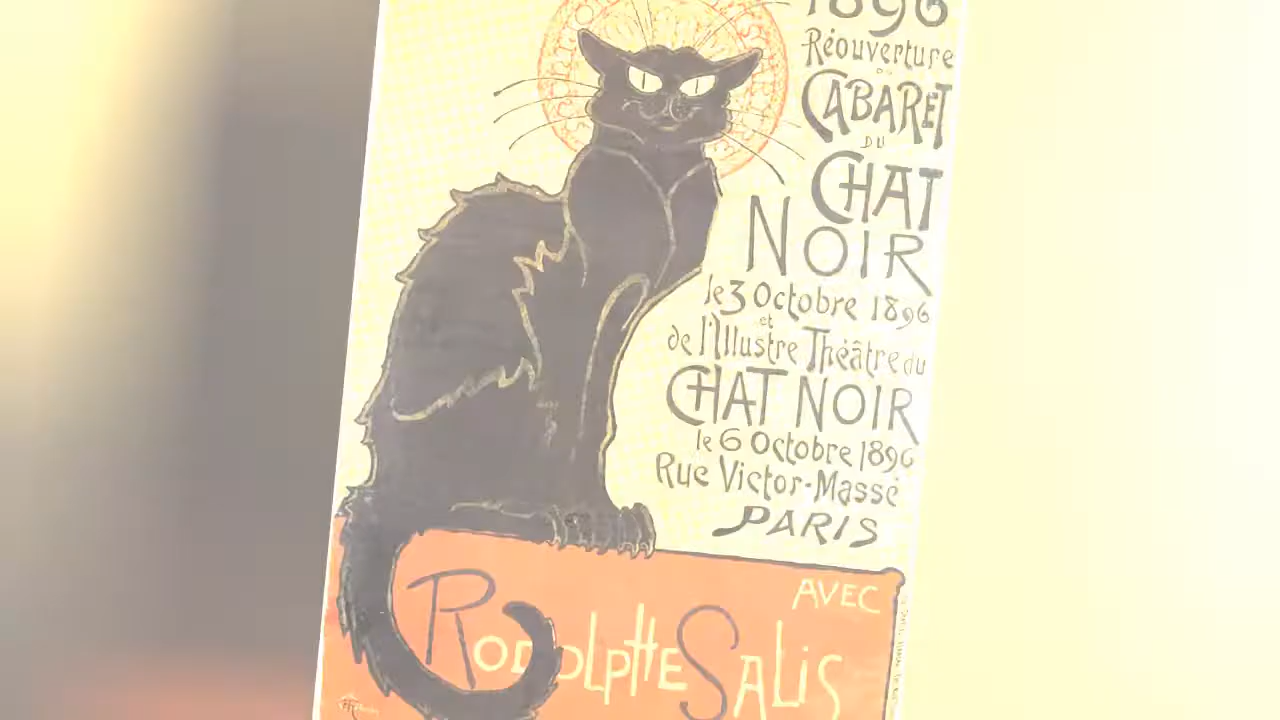 1896
Réouverture
DU
CABARET
DU
CHAT
NOIR
le 3 Octobre 1896
et
de l'Illustre Théâtre du
CHAT NOIR
le 6 Octobre 1896
Rue Victor-Massé
PARIS
AVEC
RODOLPHE SALIS